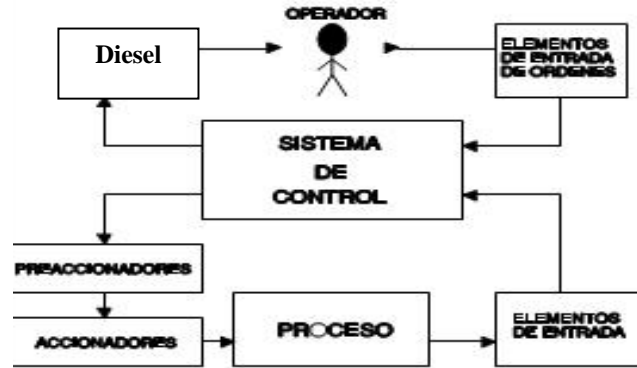 OPERADOR
Diesel
ELEMENTOS
DE ENTRADA
DE ORDENES
SISTEMA
DE
CONTROL
PREACCIONADORES
ACCIONADORES
PROCESO
ELEMENTOS
DE ENTRADA